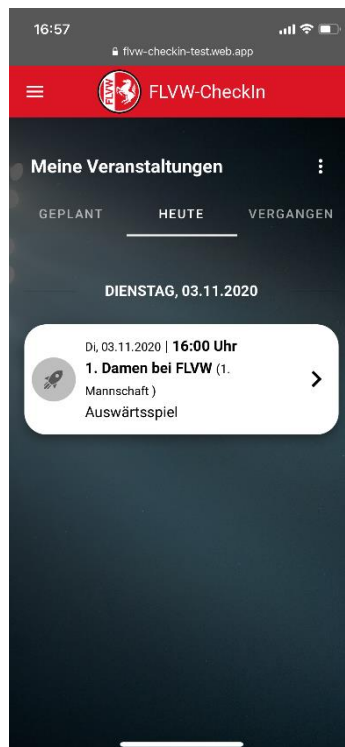 16:57
flvw-checkin-test.web.app
FLVW
FLVW-CheckIn
Meine Veranstaltungen
GEPLANT HEUTE VERGANGEN
DIENSTAG, 03.11.2020
Di, 03.11.2020 | 16:00 Uhr
1. Damen bei FLVW (1.
Mannschaft )
Auswärtsspiel